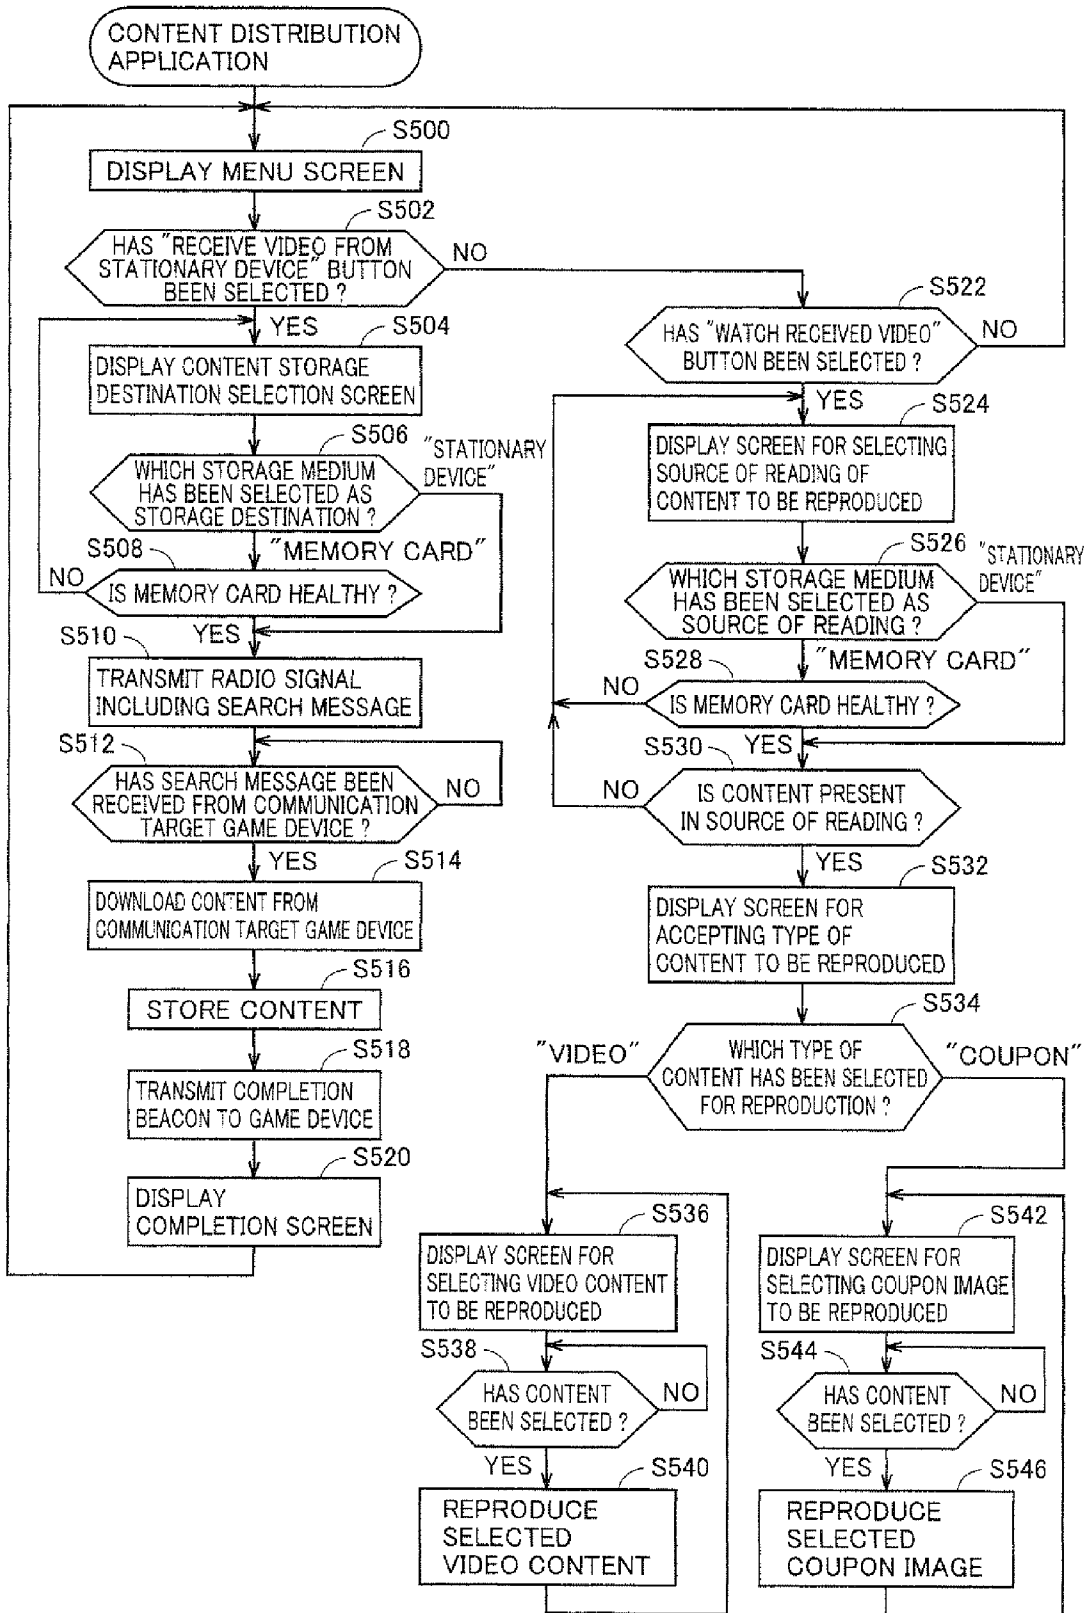 CONTENT DISTRIBUTION
APPLICATION
S500
DISPLAY MENU SCREEN
S502
HAS "RECEIVE VIDEO FROM
STATIONARY DEVICE" BUTTON
BEEN SELECTED ?
NO
YES
S504
DISPLAY CONTENT STORAGE
DESTINATION SELECTION SCREEN
S506
"STATIONARY
DEVICE"
WHICH STORAGE MEDIUM
HAS BEEN SELECTED AS
STORAGE DESTINATION ?
"MEMORY CARD"
S508
NO
IS MEMORY CARD HEALTHY ?
YES
S510
TRANSMIT RADIO SIGNAL
INCLUDING SEARCH MESSAGE
S512
HAS SEARCH MESSAGE BEEN
RECEIVED FROM COMMUNICATION
TARGET GAME DEVICE ?
NO
YES
S514
DOWNLOAD CONTENT FROM
COMMUNICATION TARGET GAME DEVICE
S516
STORE CONTENT
S518
TRANSMIT COMPLETION
BEACON TO GAME DEVICE
S520
DISPLAY
COMPLETION SCREEN
S522
HAS "WATCH RECEIVED VIDEO"
BUTTON BEEN SELECTED ?
NO
YES
S524
DISPLAY SCREEN FOR SELECTING
SOURCE OF READING OF
CONTENT TO BE REPRODUCED
S526
"STATIONARY
DEVICE"
WHICH STORAGE MEDIUM
HAS BEEN SELECTED AS
SOURCE OF READING ?
"MEMORY CARD"
S528
NO
IS MEMORY CARD HEALTHY ?
YES
S530
NO
IS CONTENT PRESENT
IN SOURCE OF READING ?
YES
S532
DISPLAY SCREEN FOR
ACCEPTING TYPE OF
CONTENT TO BE REPRODUCED
S534
"VIDEO"
WHICH TYPE OF
CONTENT HAS BEEN SELECTED
FOR REPRODUCTION ?
"COUPON"
S536
DISPLAY SCREEN FOR
SELECTING VIDEO CONTENT
TO BE REPRODUCED
S538
HAS CONTENT
BEEN SELECTED ?
NO
YES
S540
REPRODUCE
SELECTED
VIDEO CONTENT
S542
DISPLAY SCREEN FOR
SELECTING COUPON IMAGE
TO BE REPRODUCED
S544
HAS CONTENT
BEEN SELECTED ?
NO
YES
S546
REPRODUCE
SELECTED
COUPON IMAGE